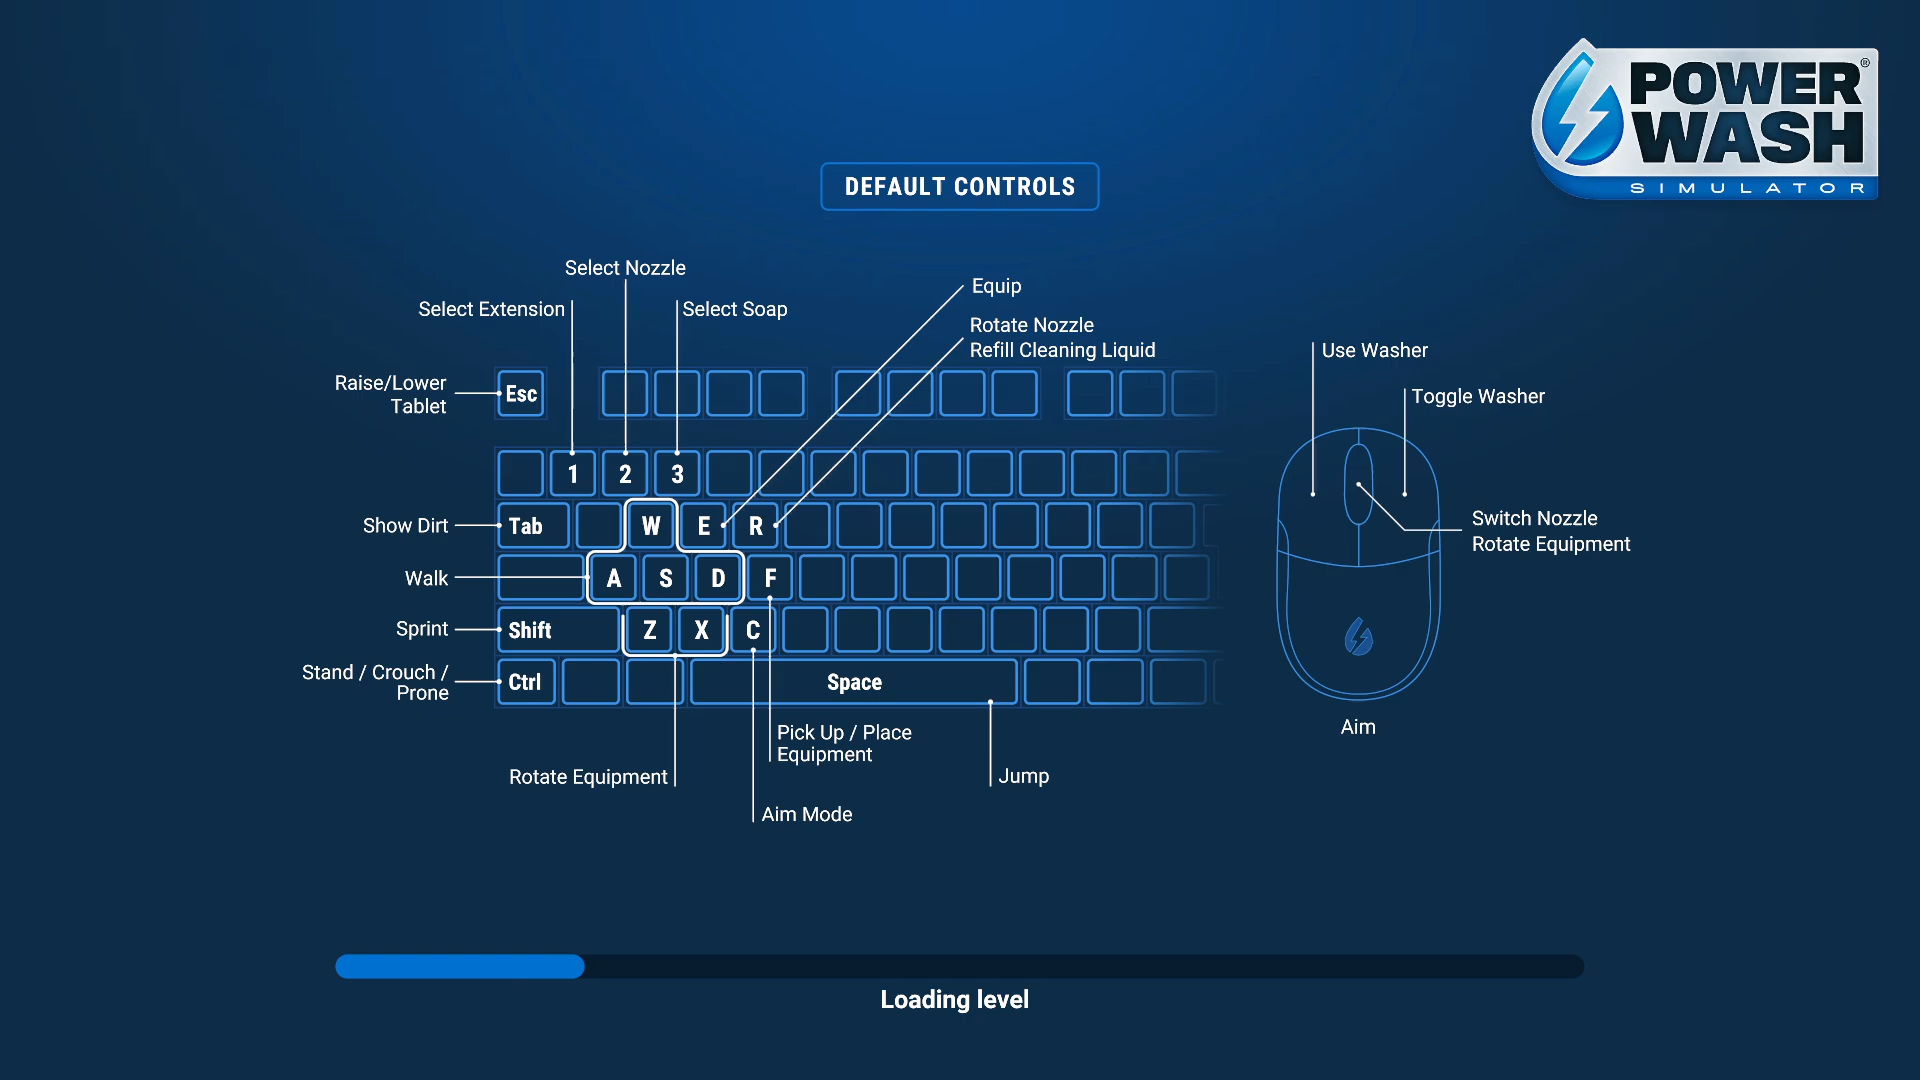 POWER®
WASH
SIMULATOR
DEFAULT CONTROLS
Select Nozzle
Select Extension
Select Soap
Equip
Rotate Nozzle
Refill Cleaning Liquid
Use Washer
Toggle Washer
Raise/Lower
Tablet
Esc
1 2 3
Show Dirt
Tab W E R
Switch Nozzle
Rotate Equipment
Walk
A S D F
Sprint
Shift Z X C
Stand / Crouch /
Prone
Ctrl Space
Aim
Pick Up / Place
Equipment
Rotate Equipment
Jump
Aim Mode
Loading level